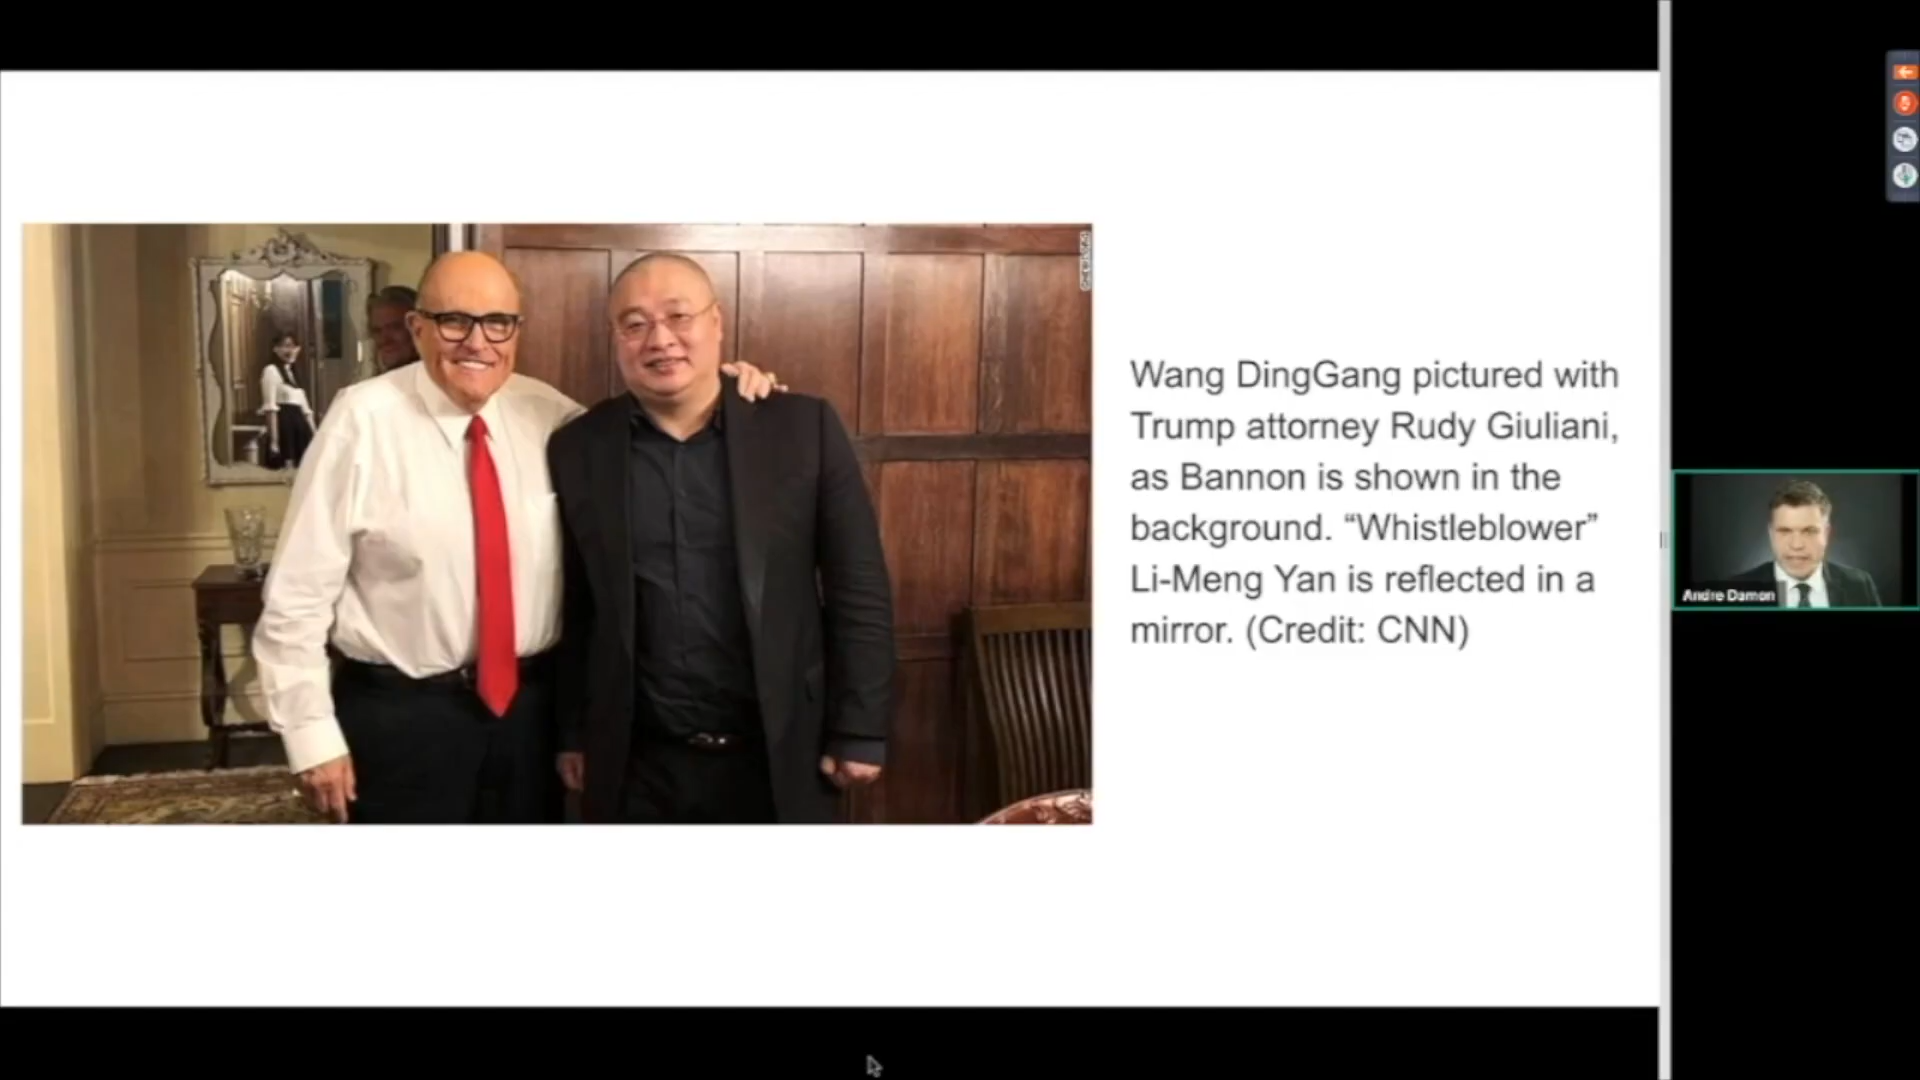 Wang DingGang pictured with
Trump attorney Rudy Giuliani,
as Bannon is shown in the
background. “Whistleblower”
Li-Meng Yan is reflected in a
mirror. (Credit: CNN)
Andre Damon